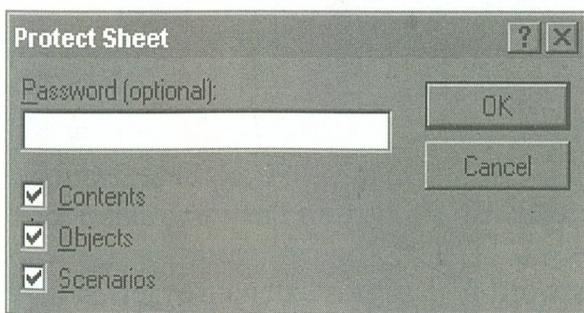 Protect Sheet
Password (optional):
OK
Cancel
Contents
Objects
Scenarios